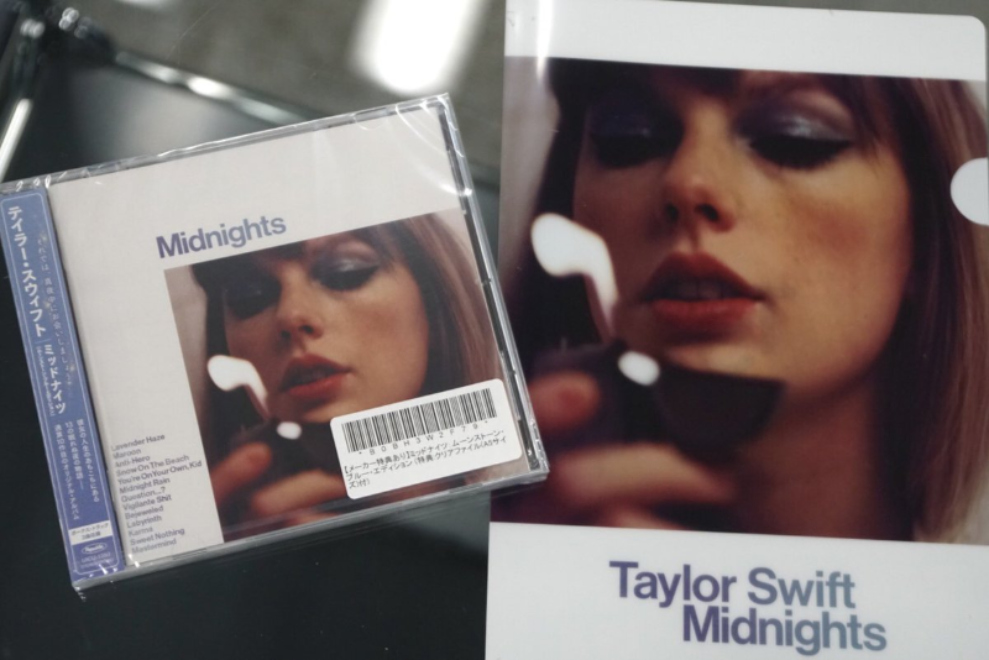 テイラー・スウィフト｜ミッドナイツ
Midnights
Lavender Haze
Maroon
Anti-Hero
Snow On The Beach
You're On Your Own, Kid
Midnight Rain
Question...?
Vigilante Shit
Bejeweled
Labyrinth
Karma
Sweet Nothing
Mastermind
*B0BH3W2F79*
【メーカー特典あり】ミッドナイツ: ムーンストーン・
ブルー・エディション (特典:クリアファイル(A5サイ
ズ)付)
Taylor Swift
Midnights